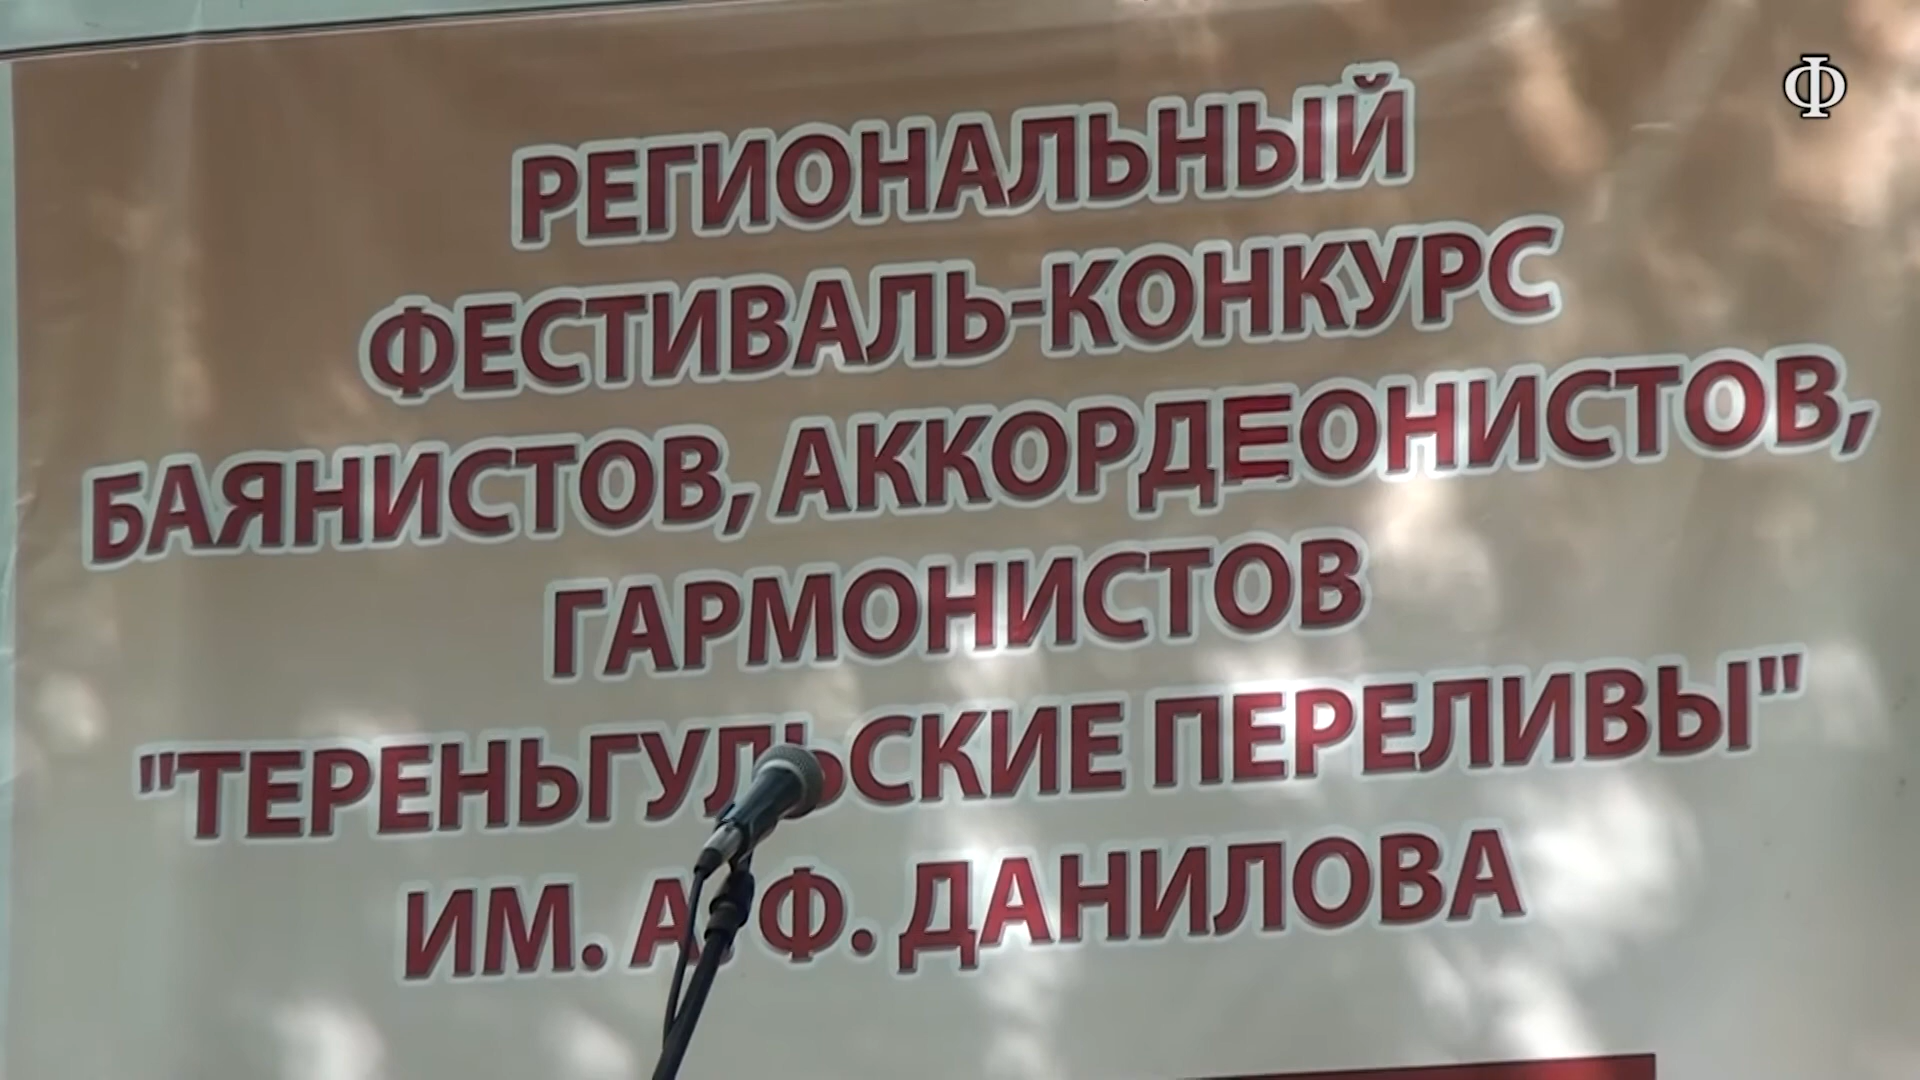 Ф
РЕГИОНАЛЬНЫЙ
ФЕСТИВАЛЬ-КОНКУРС
БАЯНИСТОВ, АККОРДЕОНИСТОВ,
ГАРМОНИСТОВ
"ТЕРЕНЬГУЛЬСКИЕ ПЕРЕЛИВЫ"
ИМ. А. Ф. ДАНИЛОВА